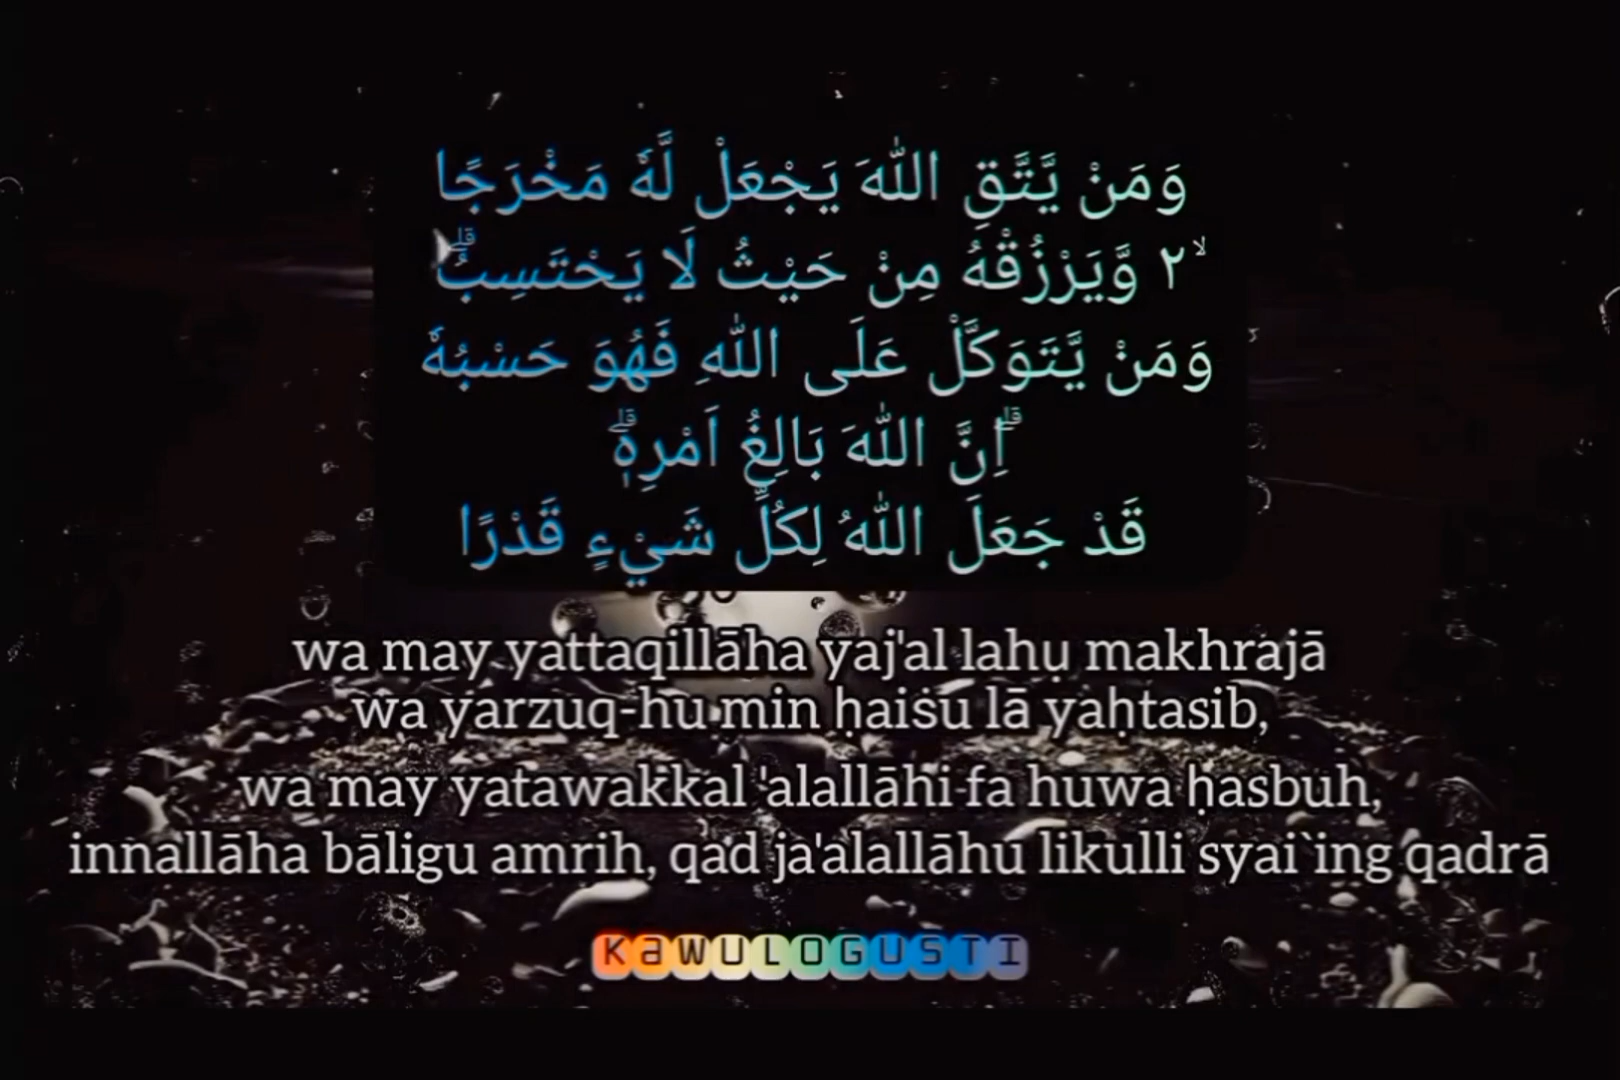 وَمَنْ يَّتَّقِ اللّٰهَ يَجْعَلْ لَّهٗ مَخْرَجًا
ۙ ٢ وَّيَرْزُقْهُ مِنْ حَيْثُ لَا يَحْتَسِبُۗ
وَمَنْ يَّتَوَكَّلْ عَلَى اللّٰهِ فَهُوَ حَسْبُهٗ
ۗاِنَّ اللّٰهَ بَالِغُ اَمْرِهٖۗ
قَدْ جَعَلَ اللّٰهُ لِكُلِّ شَيْءٍ قَدْرًا
wa may yattaqillāha yaj'al lahụ makhrajā
wa yarzuq-hu min ḥaiṡu lā yaḥtasib,
wa may yatawakkal 'alallāhi fa huwa ḥasbuh,
innallāha bāligu amrih, qad ja'alallāhu likulli syai`ing qadrā
KaWULOGUSTI